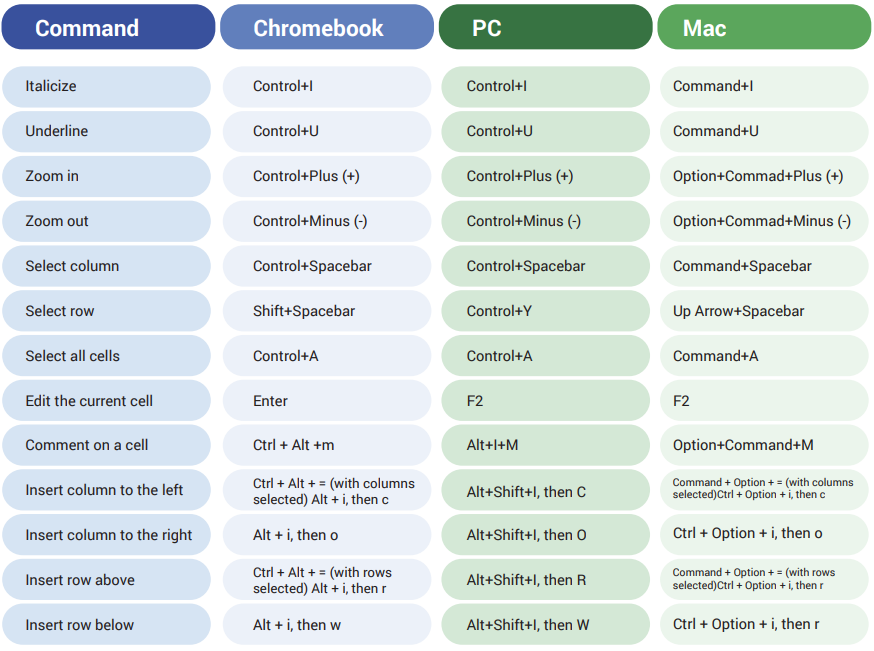 Command Chromebook PC Mac
Italicize Control+I Control+I Command+I
Underline Control+U Control+U Command+U
Zoom in Control+Plus (+) Control+Plus (+) Option+Commad+Plus (+)
Zoom out Control+Minus (-) Control+Minus (-) Option+Commad+Minus (-)
Select column Control+Spacebar Control+Spacebar Command+Spacebar
Select row Shift+Spacebar Control+Y Up Arrow+Spacebar
Select all cells Control+A Control+A Command+A
Edit the current cell Enter F2 F2
Comment on a cell Ctrl + Alt +m Alt+I+M Option+Command+M
Insert column to the left Ctrl + Alt + = (with columns
selected) Alt + i, then c Alt+Shift+I, then C Command + Option + = (with columns
selected)Ctrl + Option + i, then c
Insert column to the right Alt + i, then o Alt+Shift+I, then O Ctrl + Option + i, then o
Insert row above Ctrl + Alt + = (with rows
selected) Alt + i, then r Alt+Shift+I, then R Command + Option + = (with rows
selected)Ctrl + Option + i, then r
Insert row below Alt + i, then w Alt+Shift+I, then W Ctrl + Option + i, then r